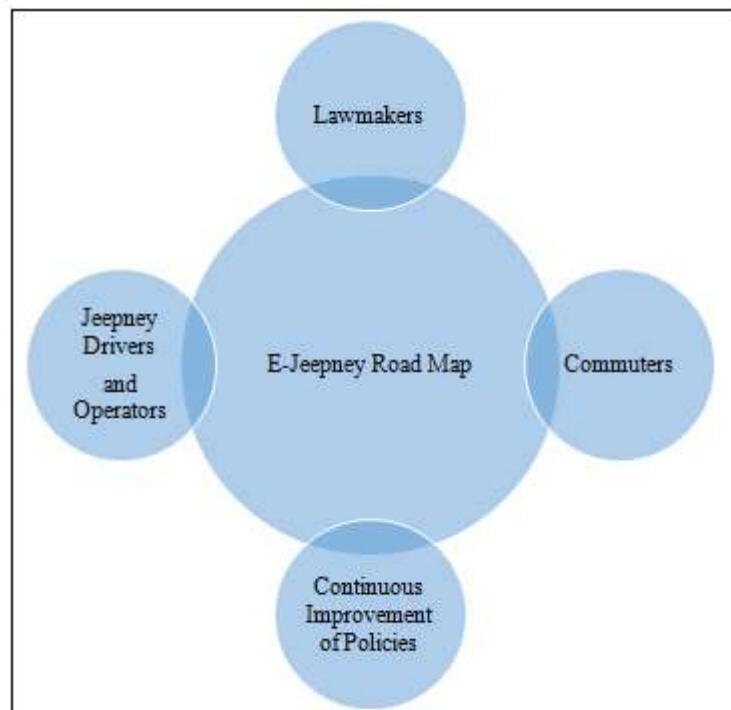 Lawmakers
Jeepney
Drivers
and
Operators
E-Jeepney Road Map
Commuters
Continuous
Improvement
of Policies